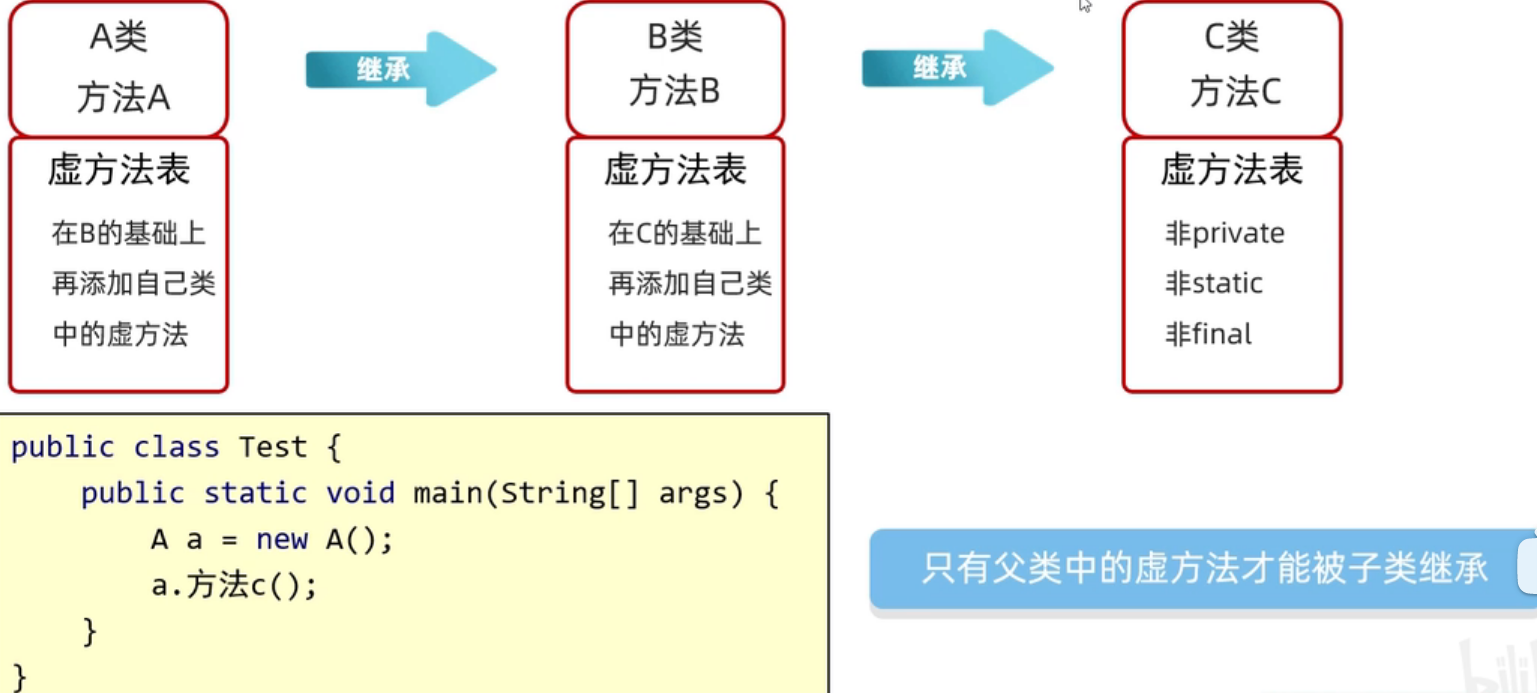 A类
方法A
继承
B类
方法B
继承
C类
方法C
虚方法表
在B的基础上
再添加自己类
中的虚方法
虚方法表
在C的基础上
再添加自己类
中的虚方法
虚方法表
非private
非static
非final
public class Test {
public static void main(String[] args) {
A a = new A();
a.方法c();
}
}
只有父类中的虚方法才能被子类继承